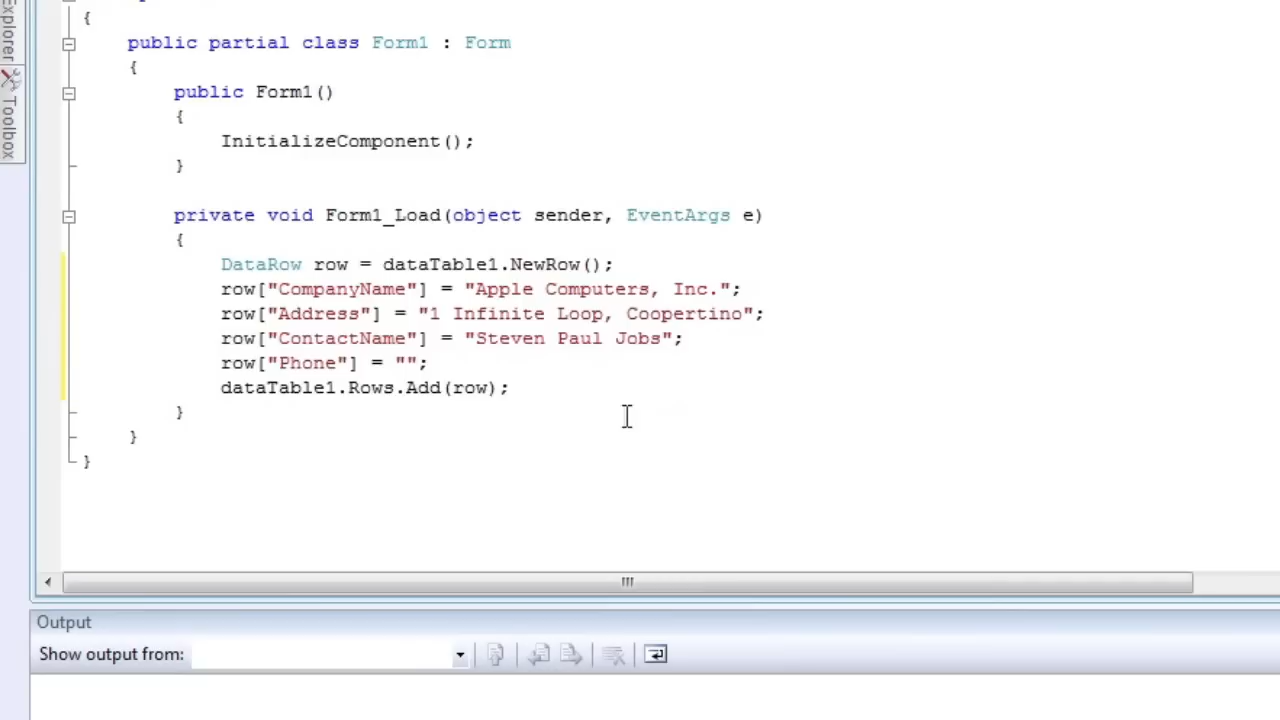 Explorer
Toolbox
{
public partial class Form1 : Form
{
public Form1()
{
InitializeComponent();
}
private void Form1_Load(object sender, EventArgs e)
{
DataRow row = dataTable1.NewRow();
row["CompanyName"] = "Apple Computers, Inc.";
row["Address"] = "1 Infinite Loop, Coopertino";
row["ContactName"] = "Steven Paul Jobs";
row["Phone"] = "";
dataTable1.Rows.Add(row);
}
}
}
Output
Show output from: